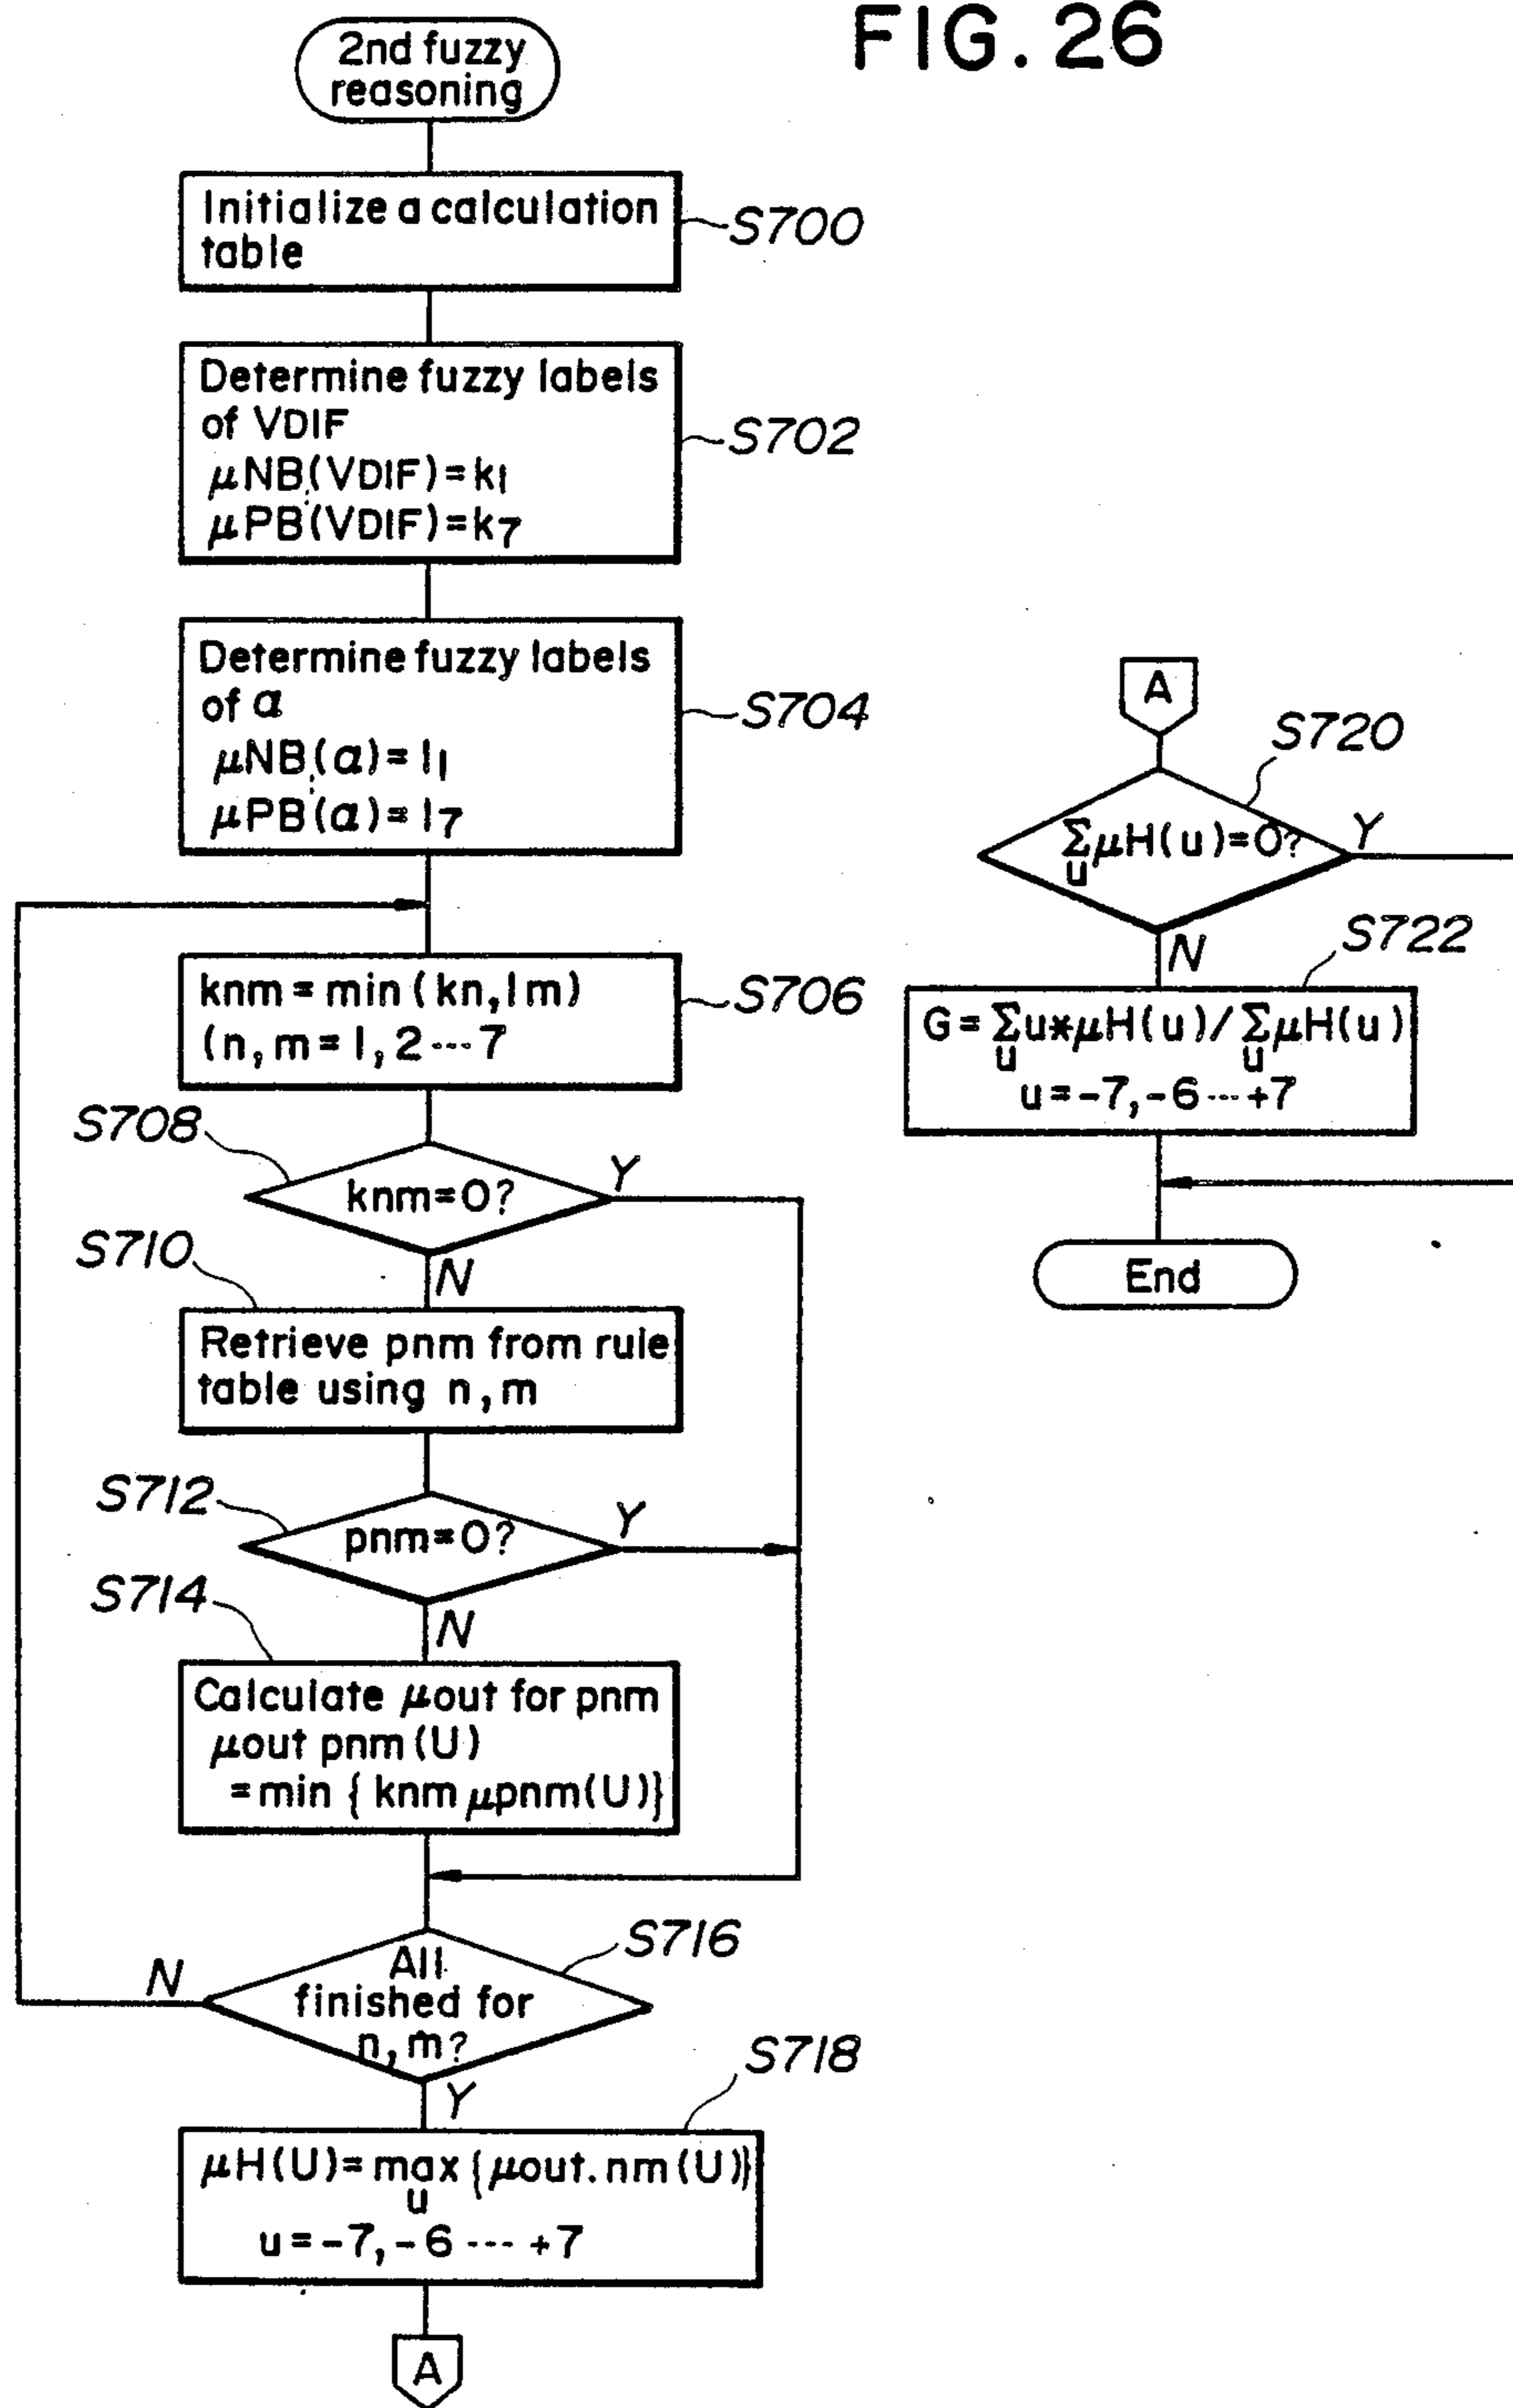 FIG. 26
2nd fuzzy
reasoning
Initialize a calculation
table
S700
Determine fuzzy labels
of VDIF
μNB(VDIF)=k1
μPB(VDIF)=k7
S702
Determine fuzzy labels
of α
μNB(α)=l1
μPB(α)=l7
S704
knm=min(kn,lm)
(n,m=1,2---7
S706
S708
knm=0?
Y
N
S710
Retrieve pnm from rule
table using n,m
S712
pnm=0?
Y
N
S714
Calculate μout for pnm
μout pnm(U)
=min{knm μpnm(U)}
S716
All
finished for
n,m?
N
Y
S718
μH(U)=max{μout.nm(U)}
u
u=-7,-6---+7
A
A
S720
ΣμH(u)=0?
u
Y
N
S722
G=Σu*μH(u)/ΣμH(u)
u u
u=-7,-6---+7
End